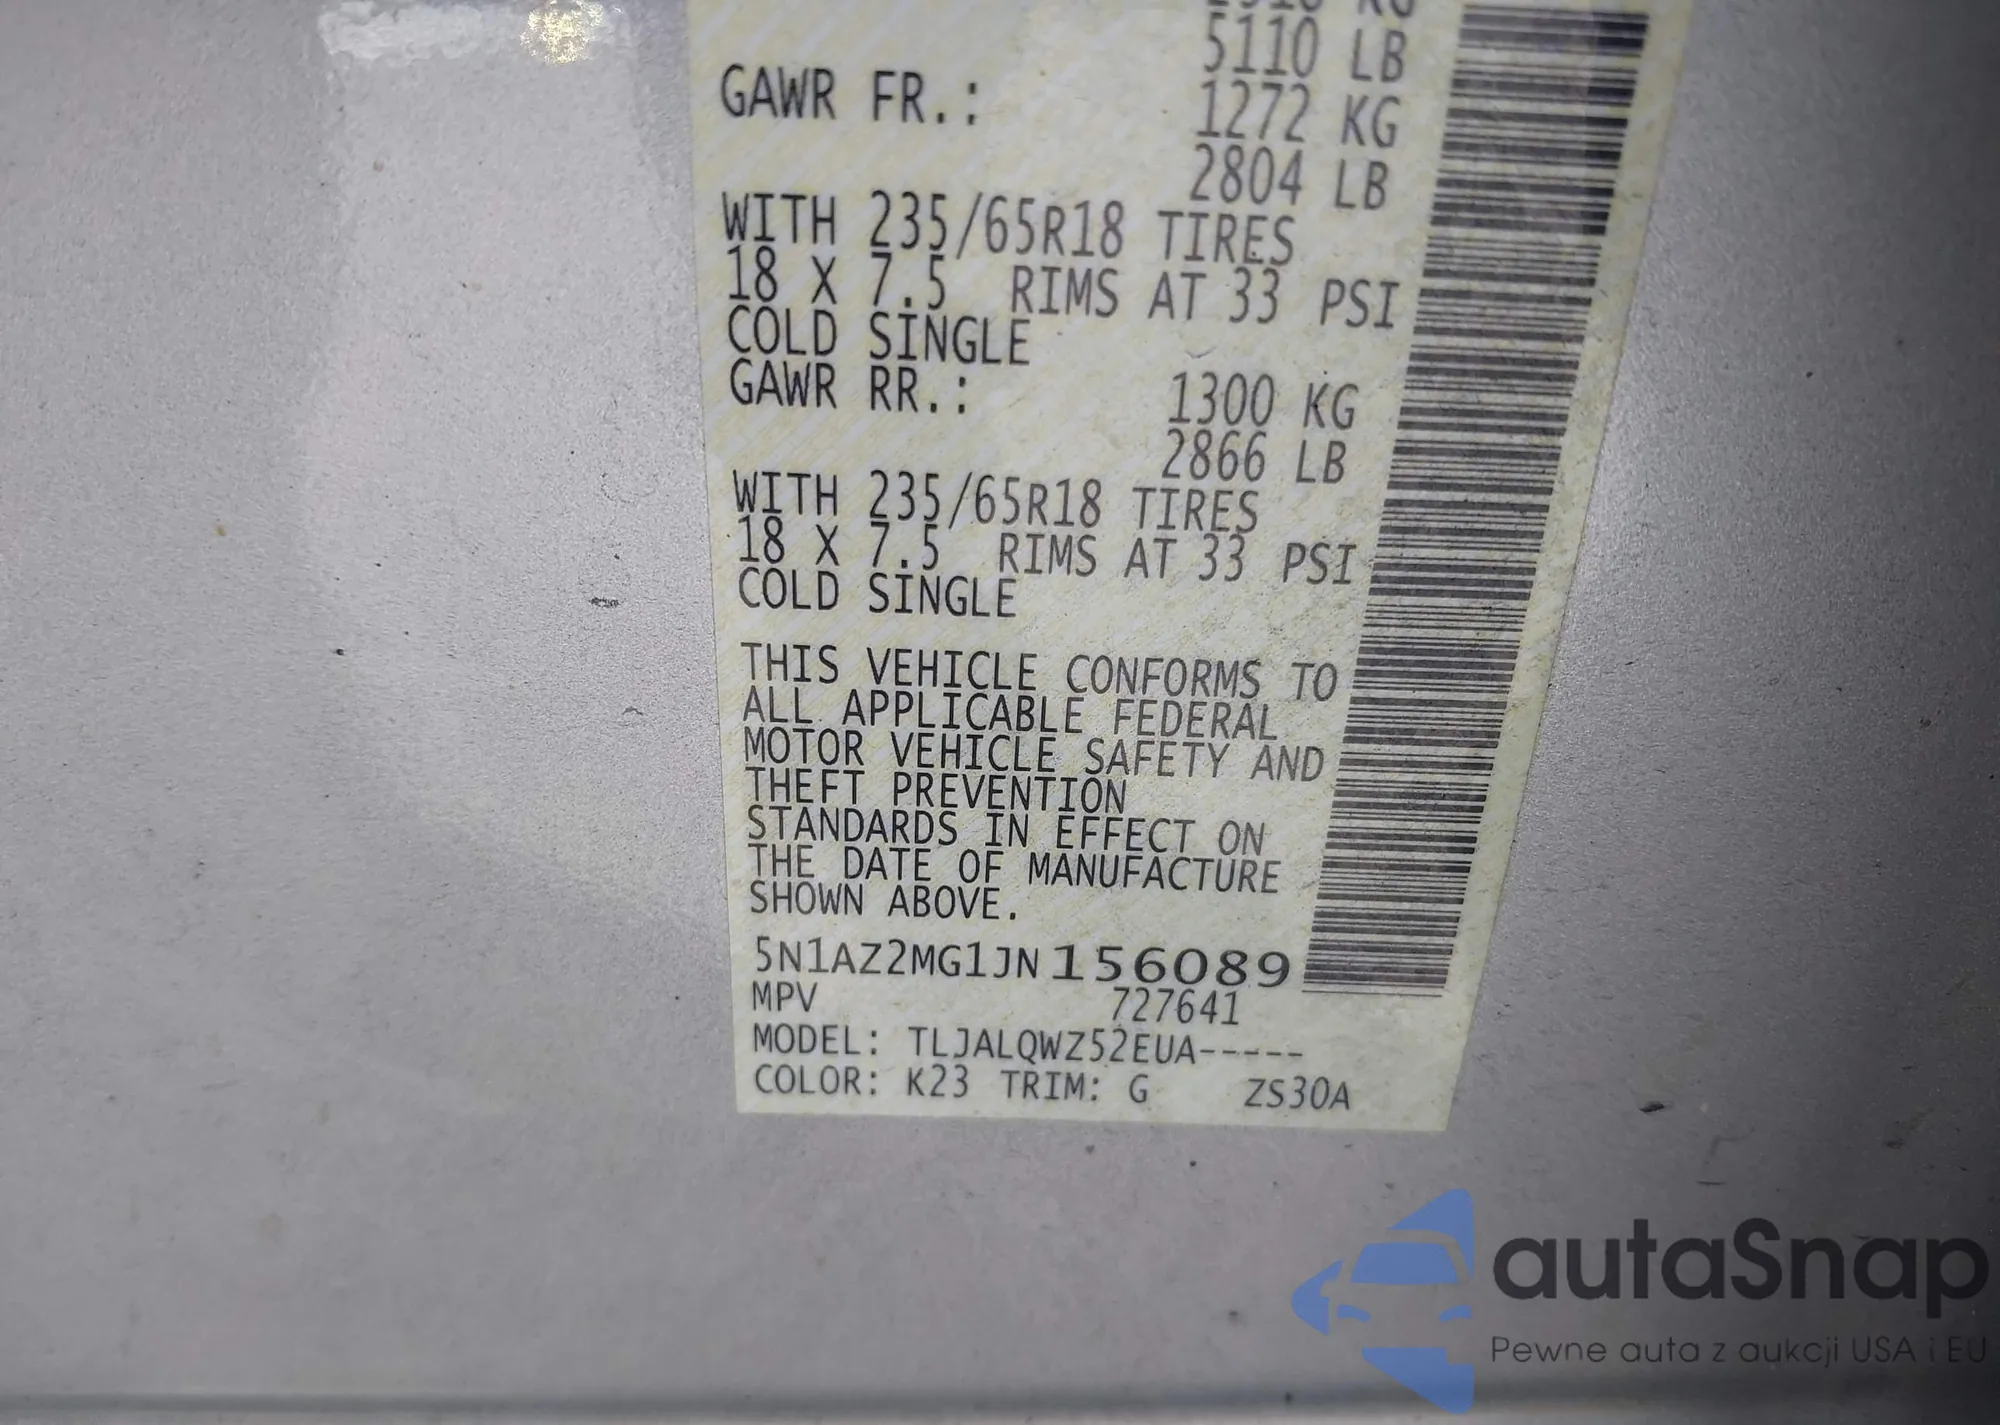 5110 LB
GAWR FR.: 1272 KG
2804 LB
WITH 235/65R18 TIRES
18 X 7.5 RIMS AT 33 PSI
COLD SINGLE
GAWR RR.: 1300 KG
2866 LB
WITH 235/65R18 TIRES
18 X 7.5 RIMS AT 33 PSI
COLD SINGLE
THIS VEHICLE CONFORMS TO
ALL APPLICABLE FEDERAL
MOTOR VEHICLE SAFETY AND
THEFT PREVENTION
STANDARDS IN EFFECT ON
THE DATE OF MANUFACTURE
SHOWN ABOVE.
5N1AZ2MG1JN156089
MPV 727641
MODEL: TLJALQWZ52EUA-----
COLOR: K23 TRIM: G ZS30A
autaSnap
Pewne auta z aukcji USA i EU